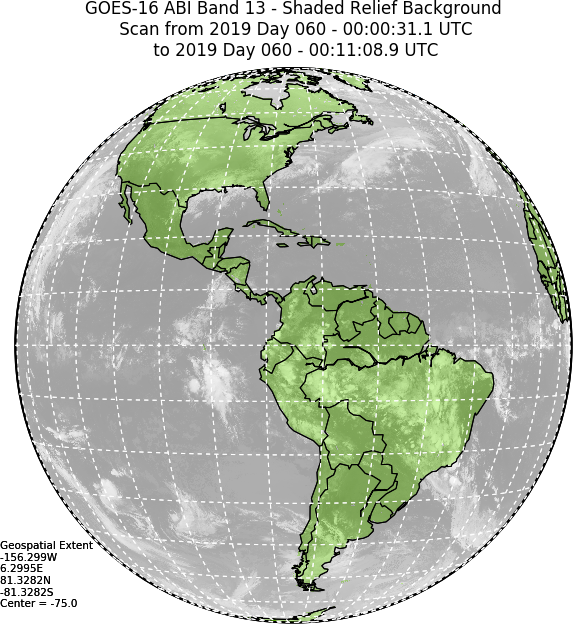 GOES-16 ABI Band 13 - Shaded Relief Background
Scan from 2019 Day 060 - 00:00:31.1 UTC
to 2019 Day 060 - 00:11:08.9 UTC
Geospatial Extent
-156.299W
6.2995E
81.3282N
-81.3282S
Center = -75.0